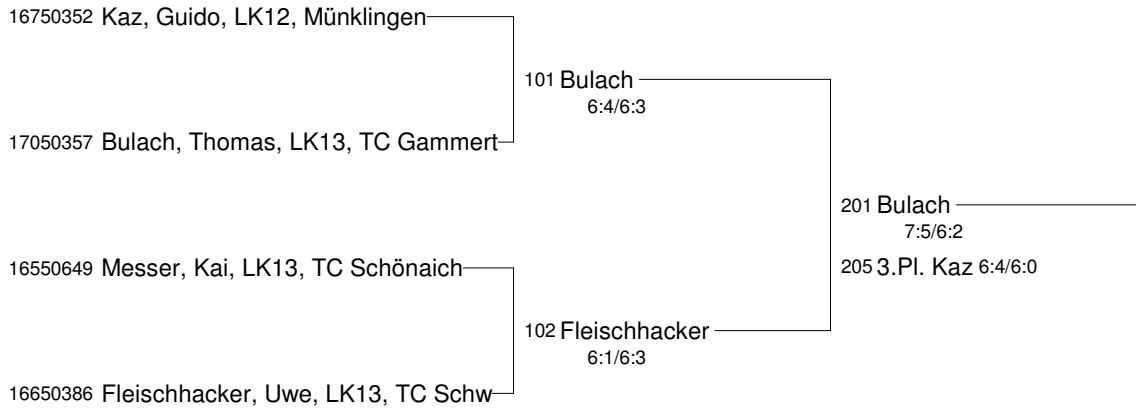 16750352 Kaz, Guido, LK12, Münklingen
101 Bulach
6:4/6:3
17050357 Bulach, Thomas, LK13, TC Gammert
201 Bulach
7:5/6:2
16550649 Messer, Kai, LK13, TC Schönaich
205 3.Pl. Kaz 6:4/6:0
102 Fleischhacker
6:1/6:3
16650386 Fleischhacker, Uwe, LK13, TC Schw